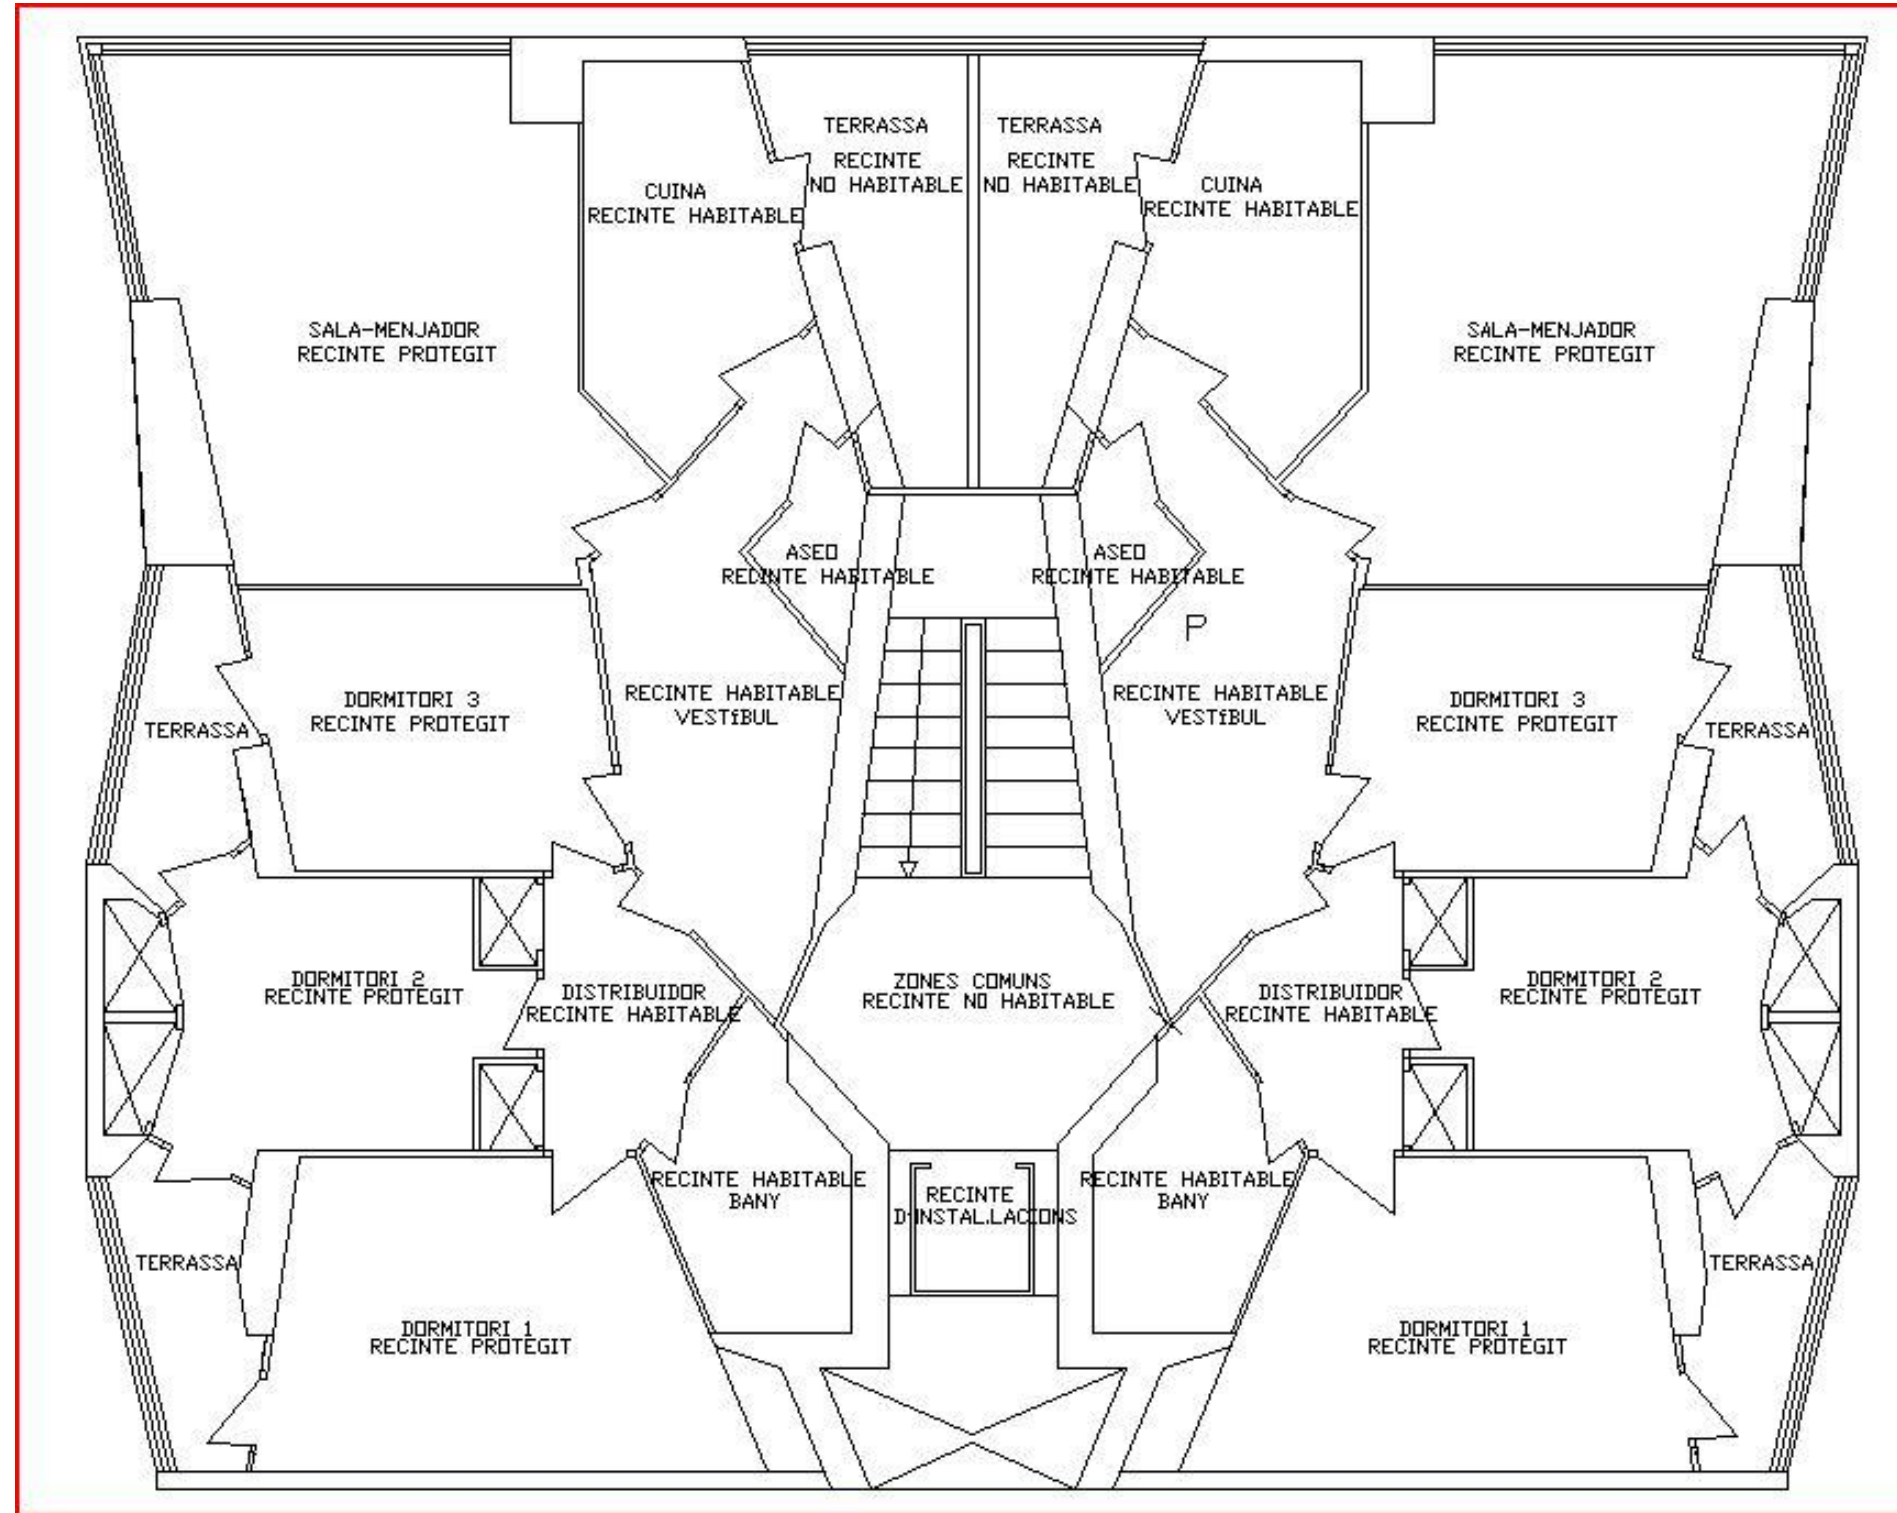 TERRASSA
RECINTE
NO HABITABLE
TERRASSA
RECINTE
NO HABITABLE
CUINA
RECINTE HABITABLE
CUINA
RECINTE HABITABLE
SALA-MENJADOR
RECINTE PROTEGIT
SALA-MENJADOR
RECINTE PROTEGIT
ASEO
RECINTE HABITABLE
ASEO
RECINTE HABITABLE
P
DORMITORI 3
RECINTE PROTEGIT
RECINTE HABITABLE
VESTíBUL
RECINTE HABITABLE
VESTíBUL
DORMITORI 3
RECINTE PROTEGIT
TERRASSA
TERRASSA
DORMITORI 2
RECINTE PROTEGIT
DISTRIBUIDOR
RECINTE HABITABLE
ZONES COMUNS
RECINTE NO HABITABLE
DISTRIBUIDOR
RECINTE HABITABLE
DORMITORI 2
RECINTE PROTEGIT
RECINTE HABITABLE
BANY
RECINTE
D'INSTAL.LACIONS
RECINTE HABITABLE
BANY
TERRASSA
TERRASSA
DORMITORI 1
RECINTE PROTEGIT
DORMITORI 1
RECINTE PROTEGIT